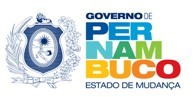 GOVERNO DE
PER
NAM
BUCO
ESTADO DE MUDANÇA